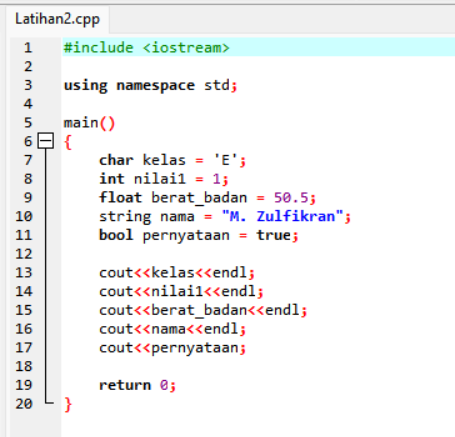 Latihan2.cpp
1 #include <iostream>
2
3 using namespace std;
4
5 main()
6 {
7 char kelas = 'E';
8 int nilai1 = 1;
9 float berat_badan = 50.5;
10 string nama = "M. Zulfikran";
11 bool pernyataan = true;
12
13 cout<<kelas<<endl;
14 cout<<nilai1<<endl;
15 cout<<berat_badan<<endl;
16 cout<<nama<<endl;
17 cout<<pernyataan;
18
19 return 0;
20 }